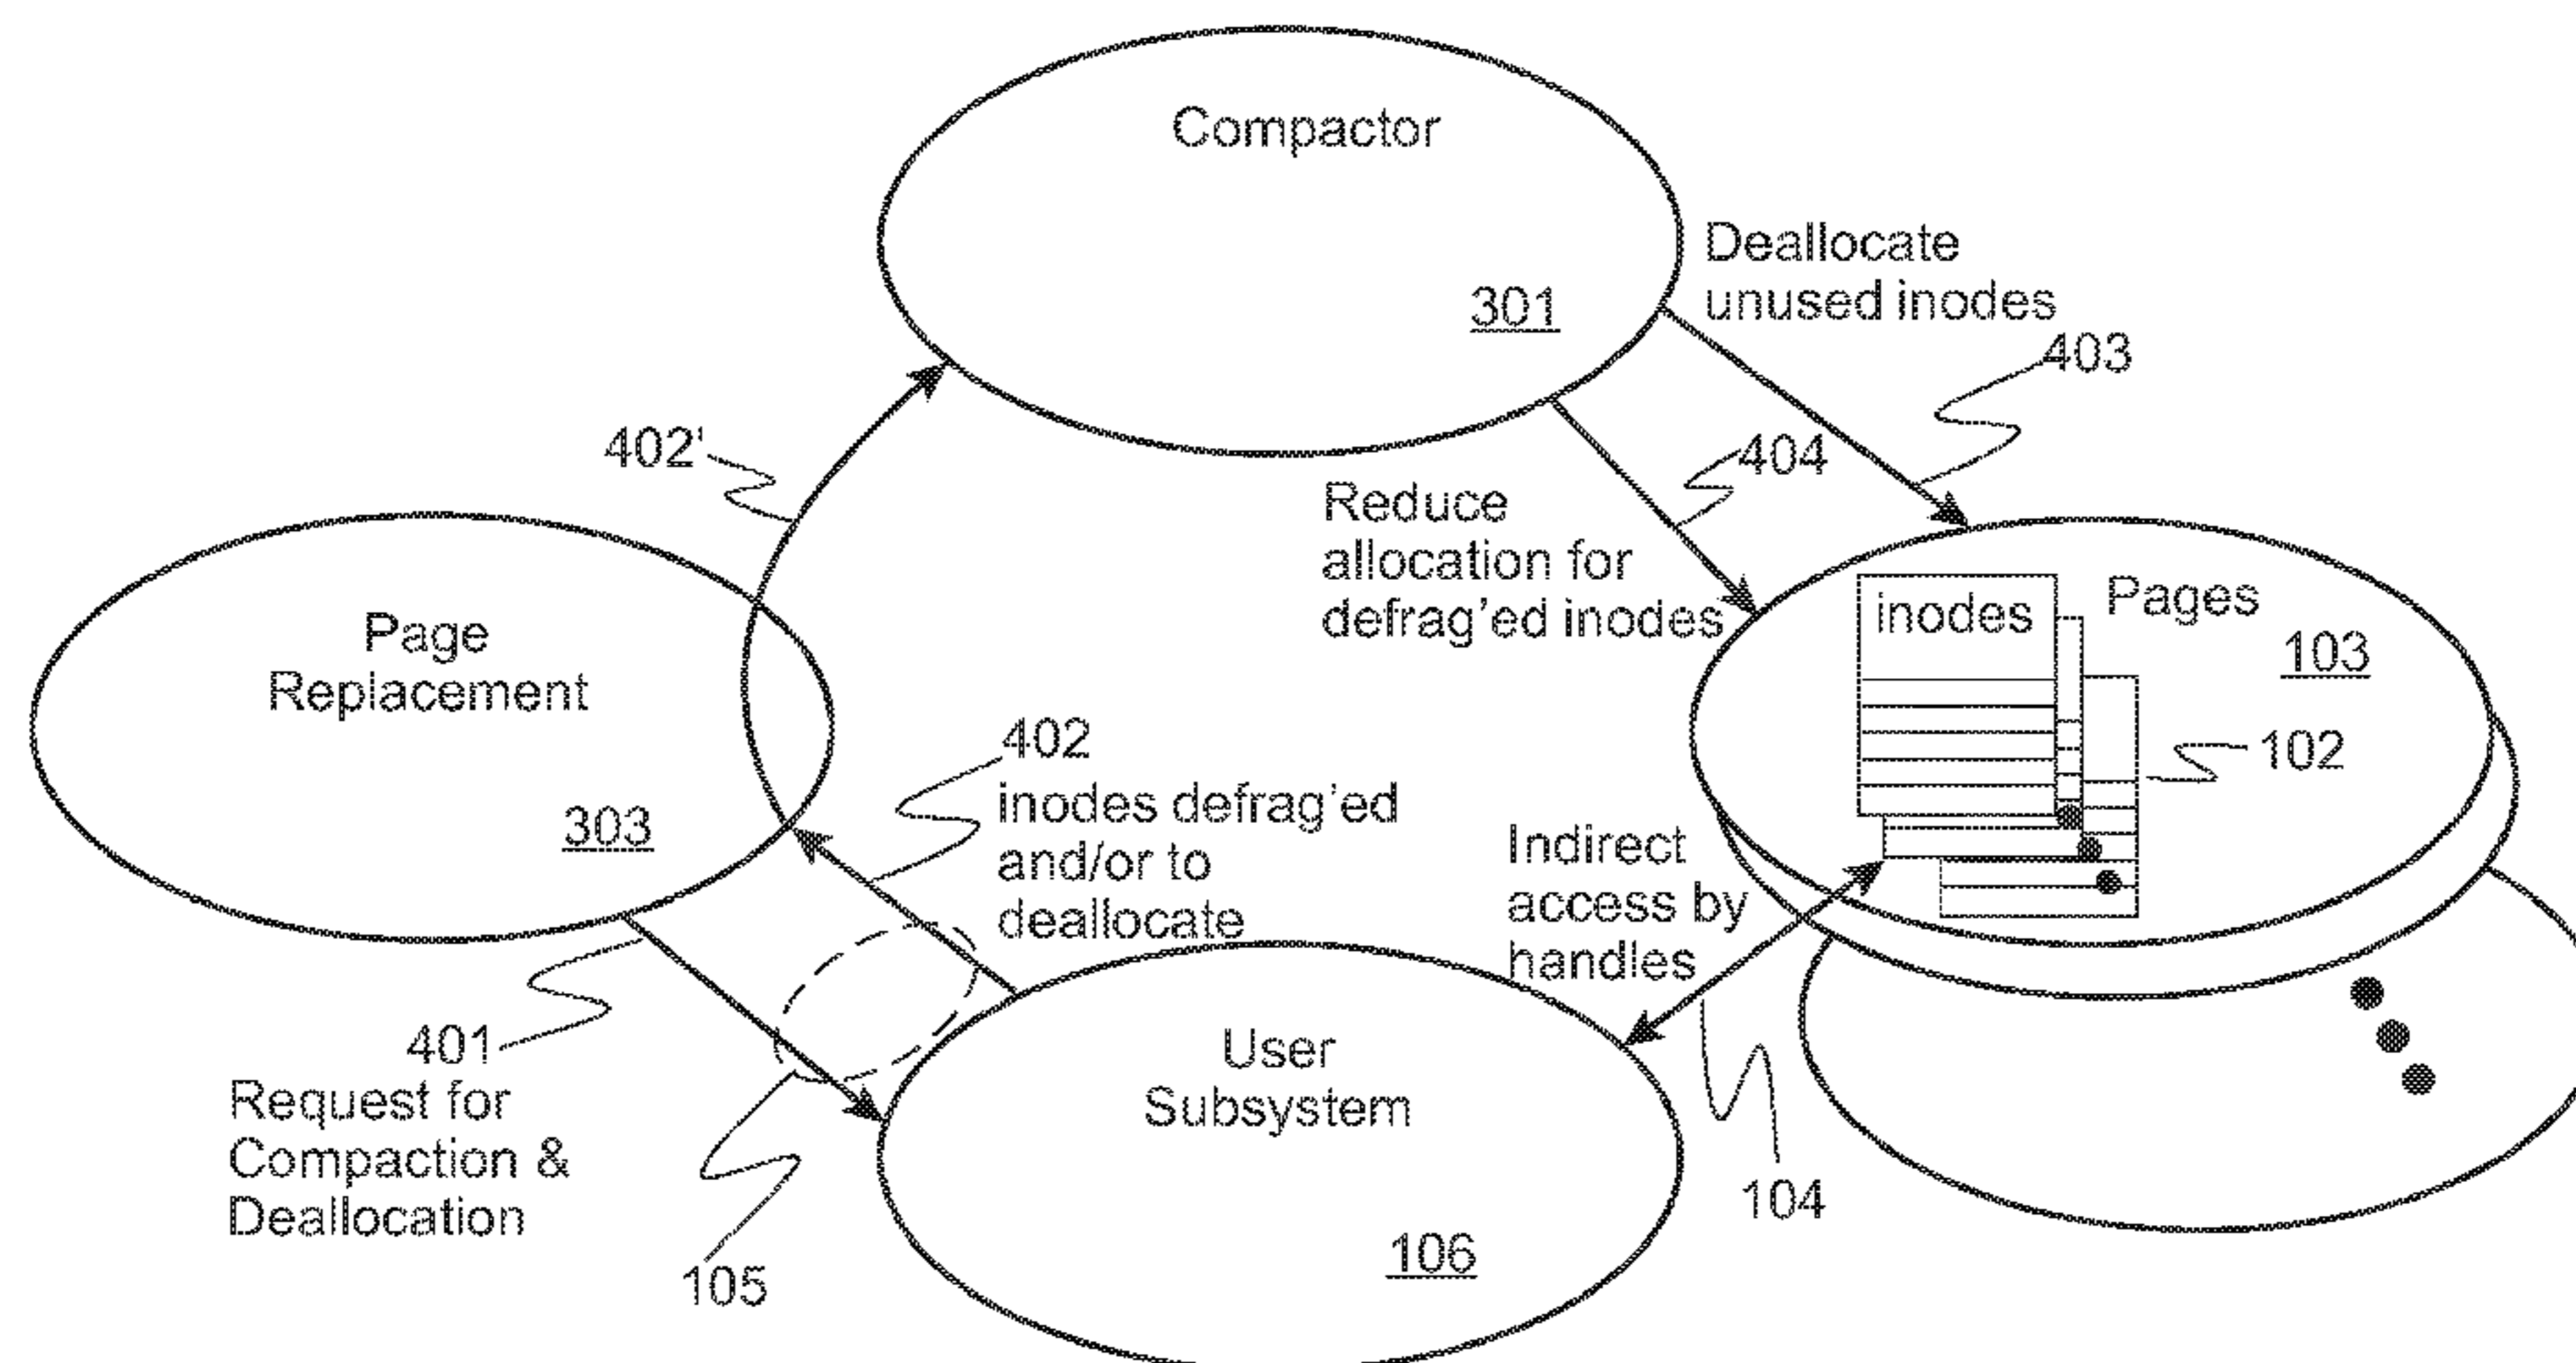 Compactor
301
Deallocate
unused inodes
403
402'
404
Reduce
allocation for
defrag'ed inodes
Page
Replacement
303
inodes
Pages
103
102
402
inodes defrag'ed
and/or to
deallocate
Indirect
access by
handles
401
Request for
Compaction &
Deallocation
105
User
Subsystem
106
104